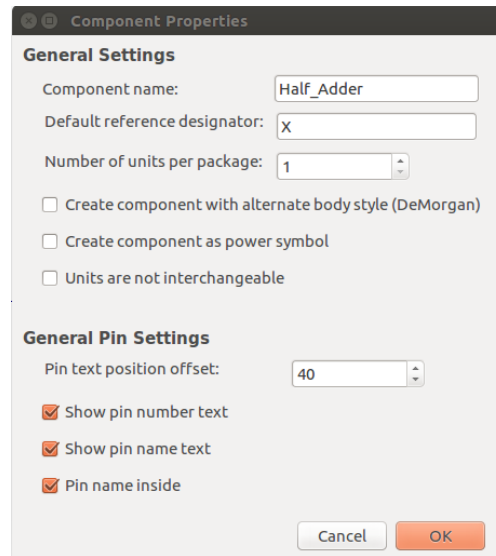 Component Properties
General Settings
Component name: Half_Adder
Default reference designator: X
Number of units per package: 1
Create component with alternate body style (DeMorgan)
Create component as power symbol
Units are not interchangeable
General Pin Settings
Pin text position offset: 40
Show pin number text
Show pin name text
Pin name inside
Cancel OK